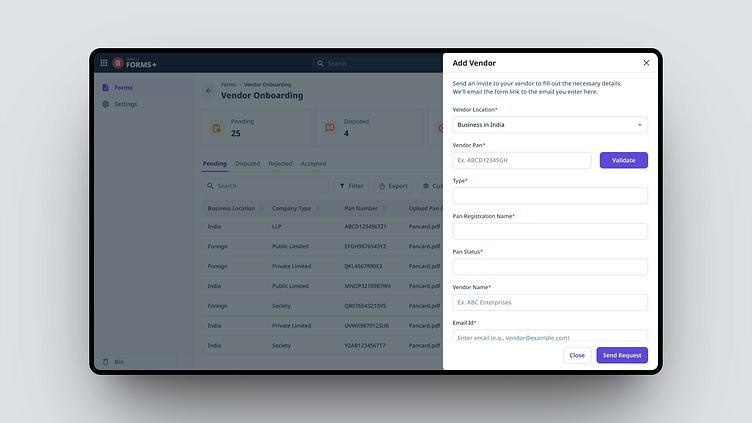 FORMS+
Search
Forms
Settings
Bin
Forms > Vendor Onboarding
Vendor Onboarding
Pending
25
Disputed
4
Pending Disputed Rejected Accepted
Search
Filter
Export
Business Location Company Type Pan Number Upload Pan
India LLP ABCD123456721 Pancard.pdf
Foreign Public Limited EFGH9876543Y2 Pancard.pdf
Foreign Private Limited IJKL4567890X3 Pancard.pdf
India Public Limited MNOP3210987W4 Pancard.pdf
Foreign Society QRST6543210V5 Pancard.pdf
India Private Limited UVWX9870123U6 Pancard.pdf
India Society YZAB1234567T7 Pancard.pdf
Add Vendor
Send an invite to your vendor to fill out the necessary details.
We'll email the form link to the email you enter here.
Vendor Location*
Business in India
Vendor Pan*
Ex. ABCD12345GH
Validate
Type*
Pan Registration Name*
Pan Status*
Vendor Name*
Ex. ABC Enterprises
Email Id*
Enter email (e.g., vendor@example.com)
Close
Send Request